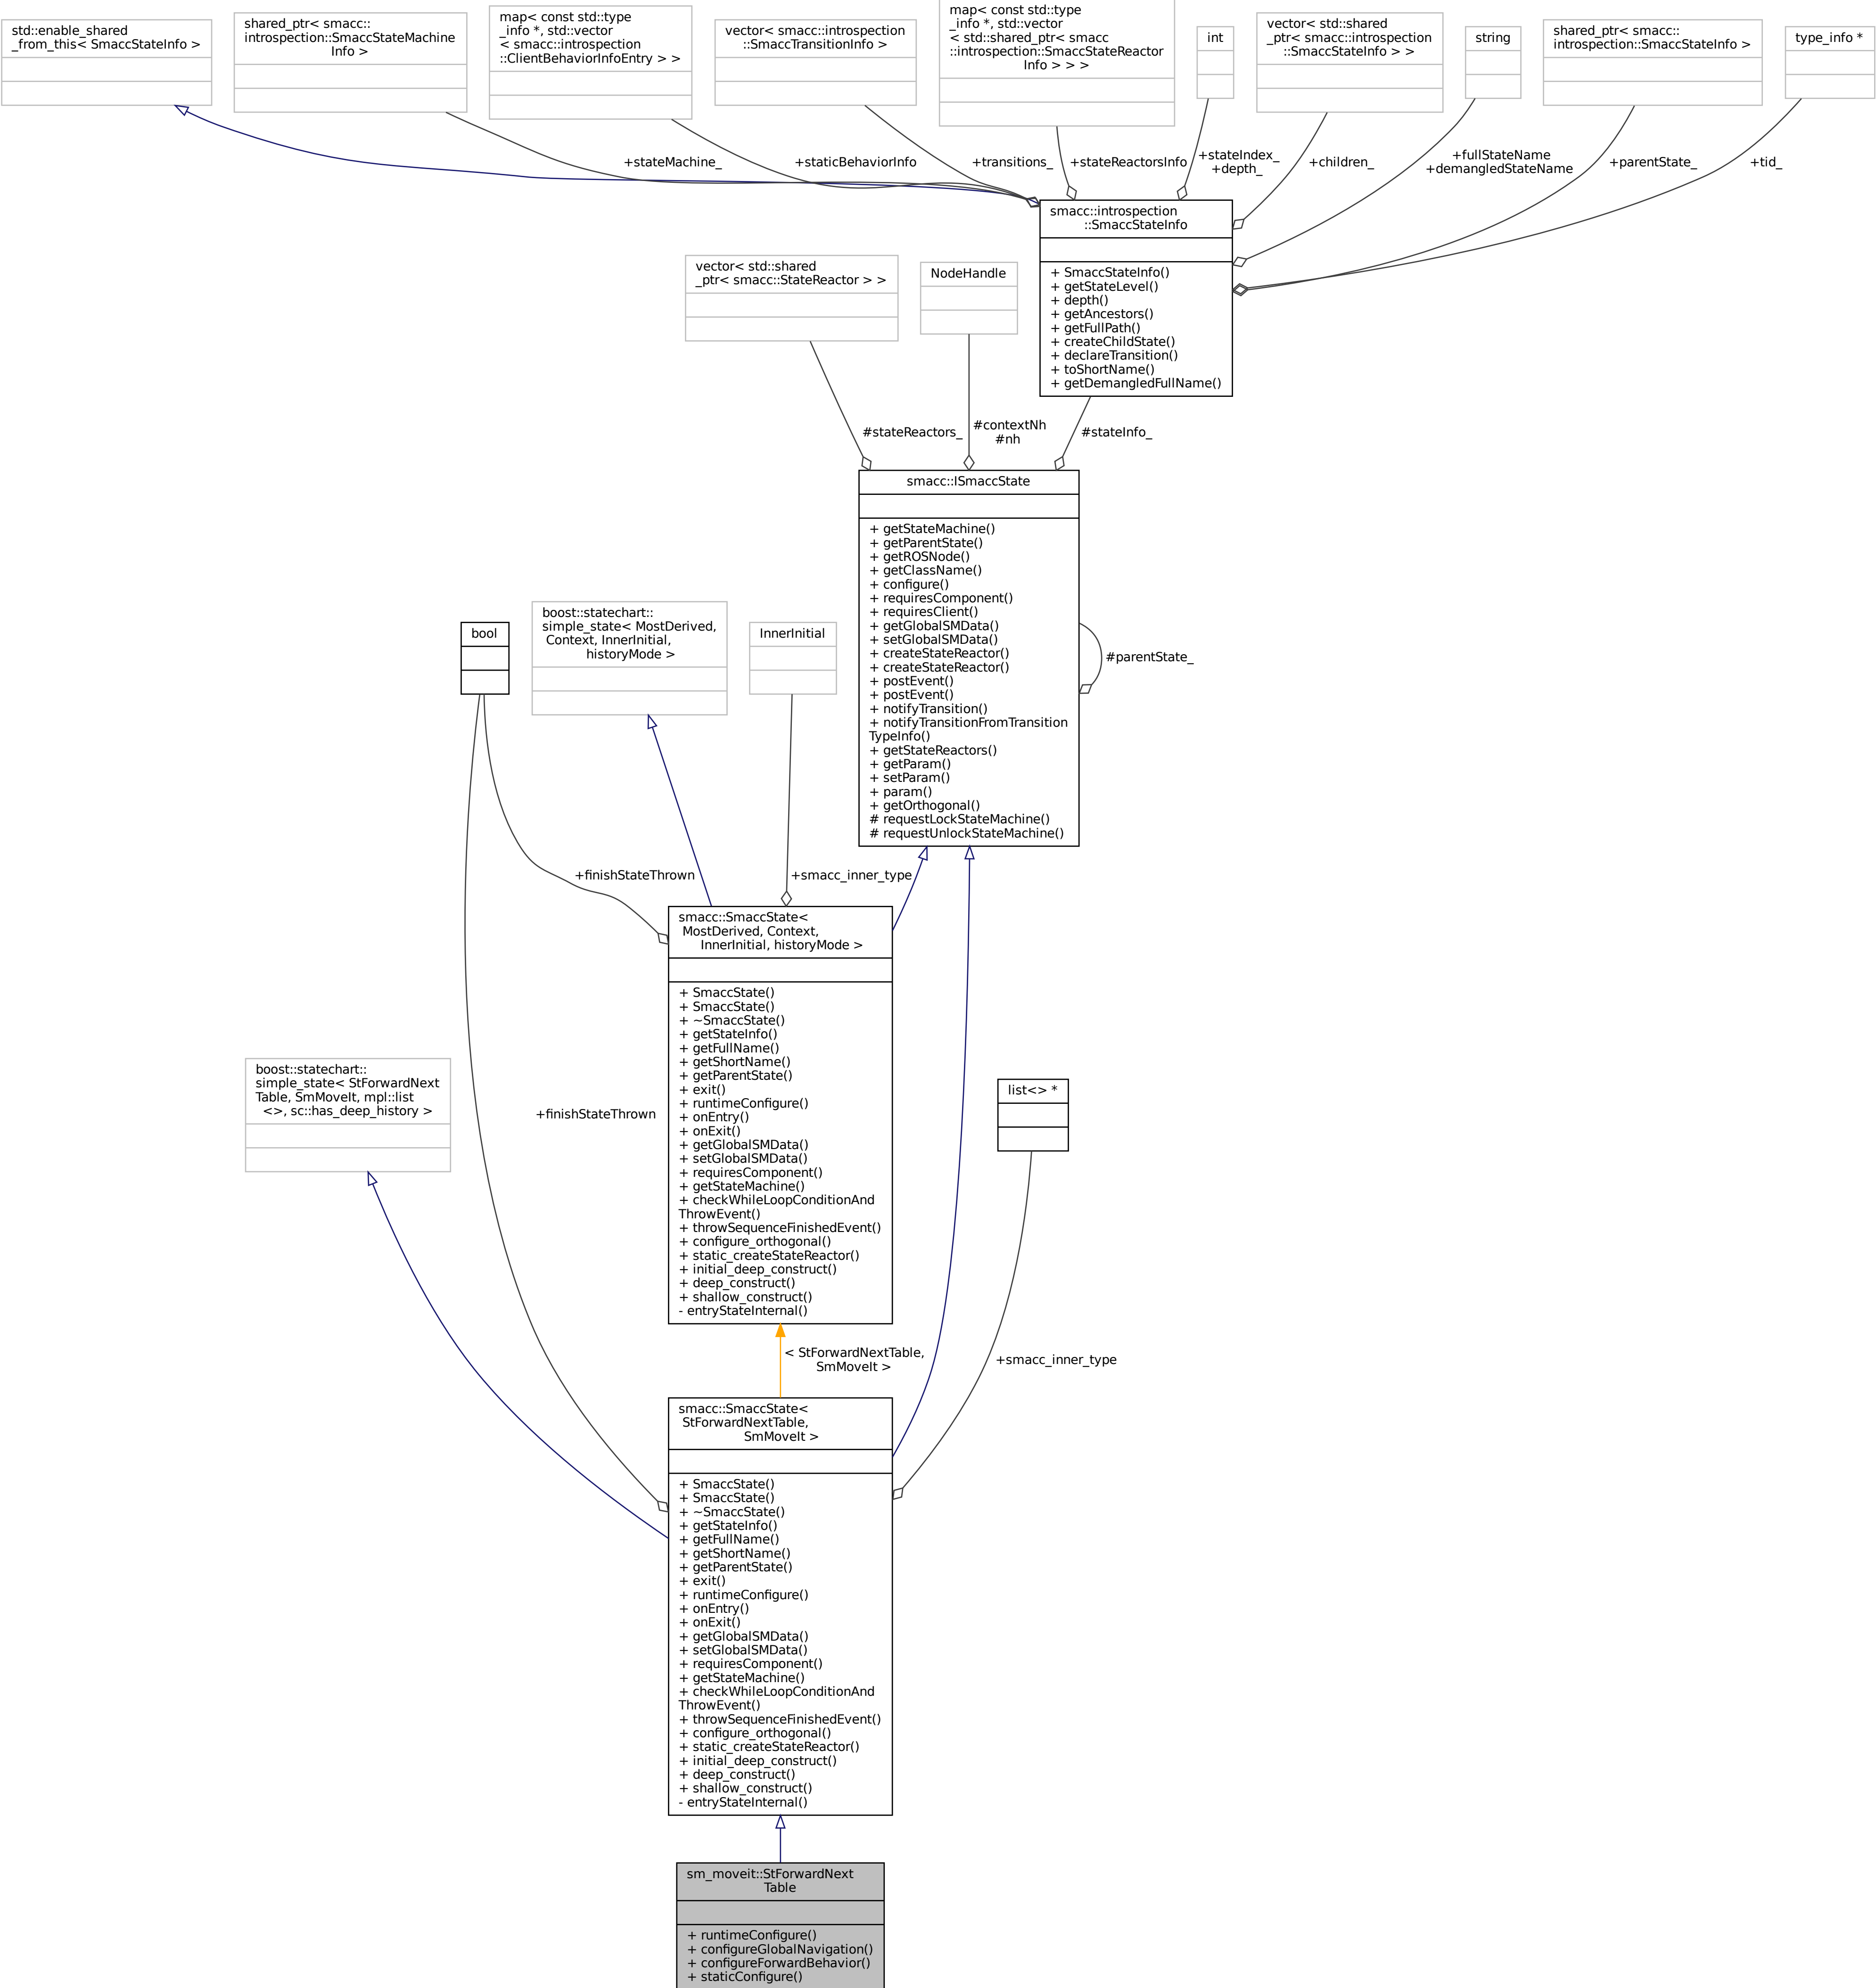 std::enable_shared
_from_this< SmaccStateInfo >
shared_ptr< smacc::
introspection::SmaccStateMachine
Info >
map< const std::type
_info *, std::vector
< smacc::introspection
::ClientBehaviorInfoEntry > >
vector< smacc::introspection
::SmaccTransitionInfo >
map< const std::type
_info *, std::vector
< std::shared_ptr< smacc
::introspection::SmaccStateReactor
Info > > >
int
vector< std::shared
_ptr< smacc::introspection
::SmaccStateInfo > >
string
shared_ptr< smacc::
introspection::SmaccStateInfo >
type_info *
+stateMachine_
+staticBehaviorInfo
+transitions_
+stateReactorsInfo
+stateIndex_
+depth_
+children_
+fullStateName
+demangledStateName
+parentState_
+tid_
smacc::introspection
::SmaccStateInfo
+ SmaccStateInfo()
+ getStateLevel()
+ depth()
+ getAncestors()
+ getFullPath()
+ createChildState()
+ declareTransition()
+ toShortName()
+ getDemangledFullName()
vector< std::shared
_ptr< smacc::StateReactor > >
NodeHandle
#stateReactors_
#contextNh
#nh
#stateInfo_
smacc::ISmaccState
+ getStateMachine()
+ getParentState()
+ getROSNode()
+ getClassName()
+ configure()
+ requiresComponent()
+ requiresClient()
+ getGlobalSMData()
+ setGlobalSMData()
+ createStateReactor()
+ createStateReactor()
+ postEvent()
+ postEvent()
+ notifyTransition()
+ notifyTransitionFromTransition
TypeInfo()
+ getStateReactors()
+ getParam()
+ setParam()
+ param()
+ getOrthogonal()
# requestLockStateMachine()
# requestUnlockStateMachine()
#parentState_
bool
boost::statechart::
simple_state< MostDerived,
Context, InnerInitial,
historyMode >
InnerInitial
+finishStateThrown
+smacc_inner_type
smacc::SmaccState<
MostDerived, Context,
InnerInitial, historyMode >
+ SmaccState()
+ SmaccState()
+ ~SmaccState()
+ getStateInfo()
+ getFullName()
+ getShortName()
+ getParentState()
+ exit()
+ runtimeConfigure()
+ onEntry()
+ onExit()
+ getGlobalSMData()
+ setGlobalSMData()
+ requiresComponent()
+ getStateMachine()
+ checkWhileLoopConditionAnd
ThrowEvent()
+ throwSequenceFinishedEvent()
+ configure_orthogonal()
+ static_createStateReactor()
+ initial_deep_construct()
+ deep_construct()
+ shallow_construct()
- entryStateInternal()
boost::statechart::
simple_state< StForwardNext
Table, SmMoveIt, mpl::list
<>, sc::has_deep_history >
+finishStateThrown
list<> *
< StForwardNextTable,
SmMoveIt >
+smacc_inner_type
smacc::SmaccState<
StForwardNextTable,
SmMoveIt >
+ SmaccState()
+ SmaccState()
+ ~SmaccState()
+ getStateInfo()
+ getFullName()
+ getShortName()
+ getParentState()
+ exit()
+ runtimeConfigure()
+ onEntry()
+ onExit()
+ getGlobalSMData()
+ setGlobalSMData()
+ requiresComponent()
+ getStateMachine()
+ checkWhileLoopConditionAnd
ThrowEvent()
+ throwSequenceFinishedEvent()
+ configure_orthogonal()
+ static_createStateReactor()
+ initial_deep_construct()
+ deep_construct()
+ shallow_construct()
- entryStateInternal()
sm_moveit::StForwardNext
Table
+ runtimeConfigure()
+ configureGlobalNavigation()
+ configureForwardBehavior()
+ staticConfigure()